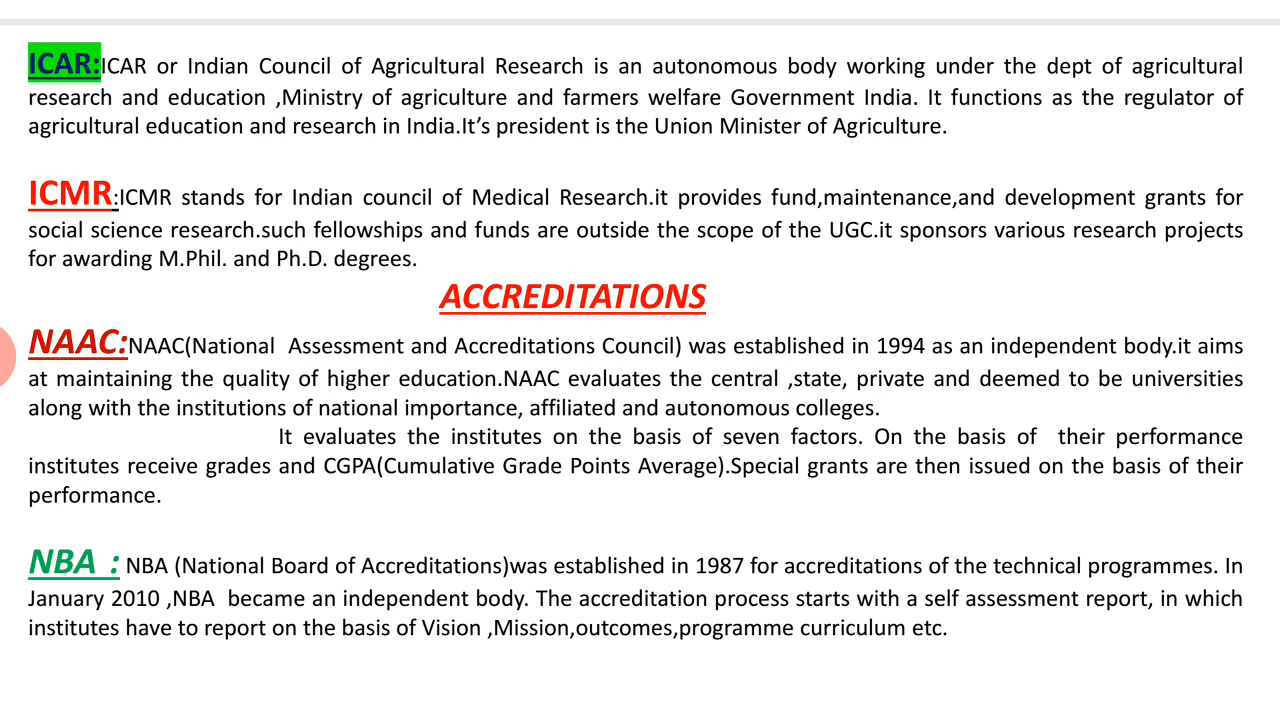 ICAR:ICAR or Indian Council of Agricultural Research is an autonomous body working under the dept of agricultural
research and education ,Ministry of agriculture and farmers welfare Government India. It functions as the regulator of
agricultural education and research in India.It’s president is the Union Minister of Agriculture.
ICMR:ICMR stands for Indian council of Medical Research.it provides fund,maintenance,and development grants for
social science research.such fellowships and funds are outside the scope of the UGC.it sponsors various research projects
for awarding M.Phil. and Ph.D. degrees.
ACCREDITATIONS
NAAC:NAAC(National Assessment and Accreditations Council) was established in 1994 as an independent body.it aims
at maintaining the quality of higher education.NAAC evaluates the central ,state, private and deemed to be universities
along with the institutions of national importance, affiliated and autonomous colleges.
It evaluates the institutes on the basis of seven factors. On the basis of their performance
institutes receive grades and CGPA(Cumulative Grade Points Average).Special grants are then issued on the basis of their
performance.
NBA : NBA (National Board of Accreditations)was established in 1987 for accreditations of the technical programmes. In
January 2010 ,NBA became an independent body. The accreditation process starts with a self assessment report, in which
institutes have to report on the basis of Vision ,Mission,outcomes,programme curriculum etc.